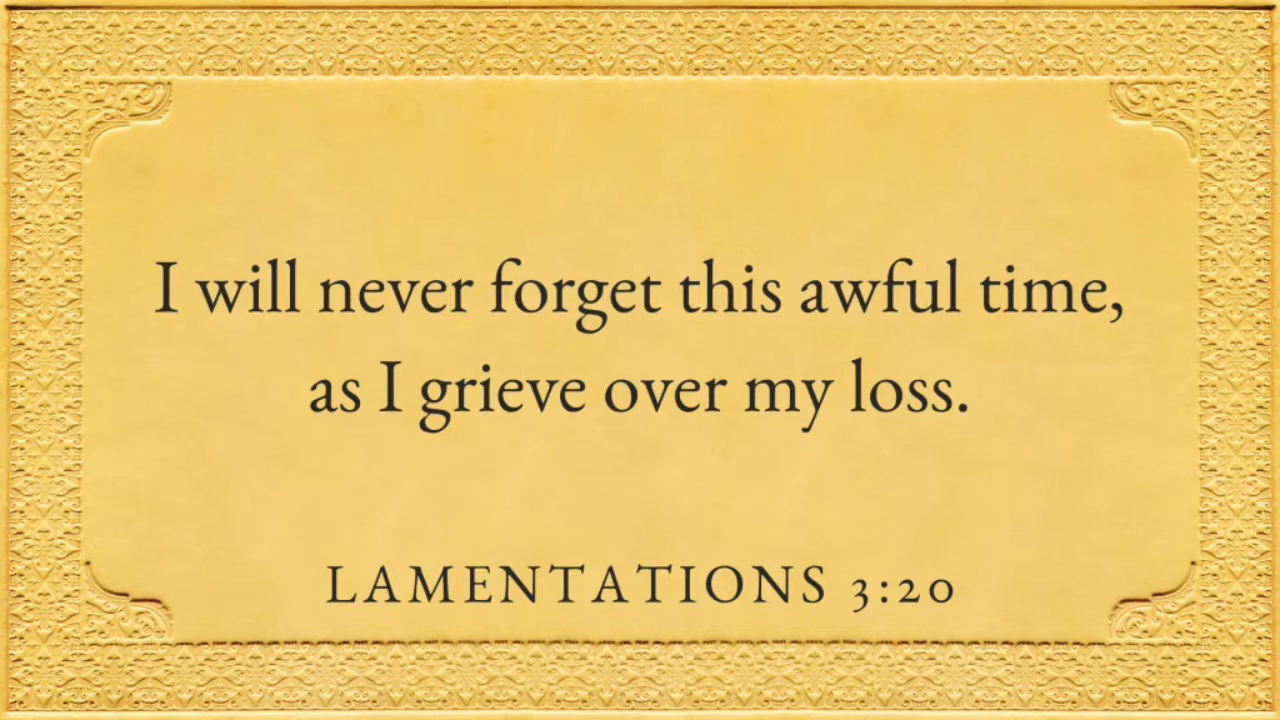 I will never forget this awful time,
as I grieve over my loss.
LAMENTATIONS 3:20